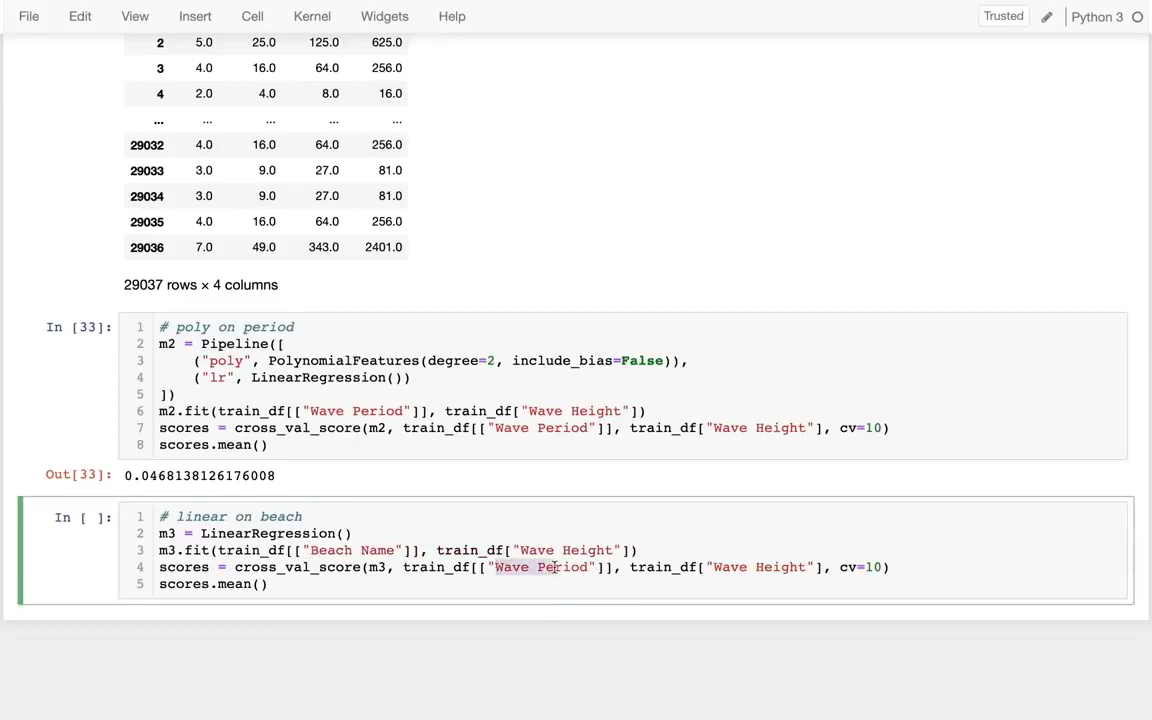 File Edit View Insert Cell Kernel Widgets Help Trusted Python 3
2 5.0 25.0 125.0 625.0
3 4.0 16.0 64.0 256.0
4 2.0 4.0 8.0 16.0
... ... ... ... ...
29032 4.0 16.0 64.0 256.0
29033 3.0 9.0 27.0 81.0
29034 3.0 9.0 27.0 81.0
29035 4.0 16.0 64.0 256.0
29036 7.0 49.0 343.0 2401.0
29037 rows × 4 columns
In [33]: 1 # poly on period
2 m2 = Pipeline([
3 ("poly", PolynomialFeatures(degree=2, include_bias=False)),
4 ("lr", LinearRegression())
5 ])
6 m2.fit(train_df[["Wave Period"]], train_df["Wave Height"])
7 scores = cross_val_score(m2, train_df[["Wave Period"]], train_df["Wave Height"], cv=10)
8 scores.mean()
Out[33]: 0.0468138126176008
In [ ]: 1 # linear on beach
2 m3 = LinearRegression()
3 m3.fit(train_df[["Beach Name"]], train_df["Wave Height"])
4 scores = cross_val_score(m3, train_df[["Wave Period"]], train_df["Wave Height"], cv=10)
5 scores.mean()